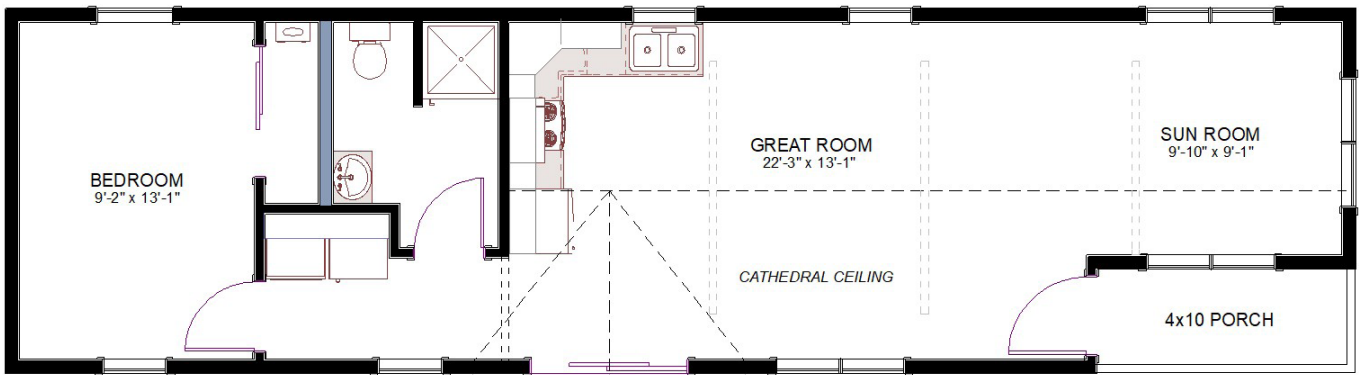 BEDROOM
9'-2" x 13'-1"
GREAT ROOM
22'-3" x 13'-1"
SUN ROOM
9'-10" x 9'-1"
CATHEDRAL CEILING
4x10 PORCH